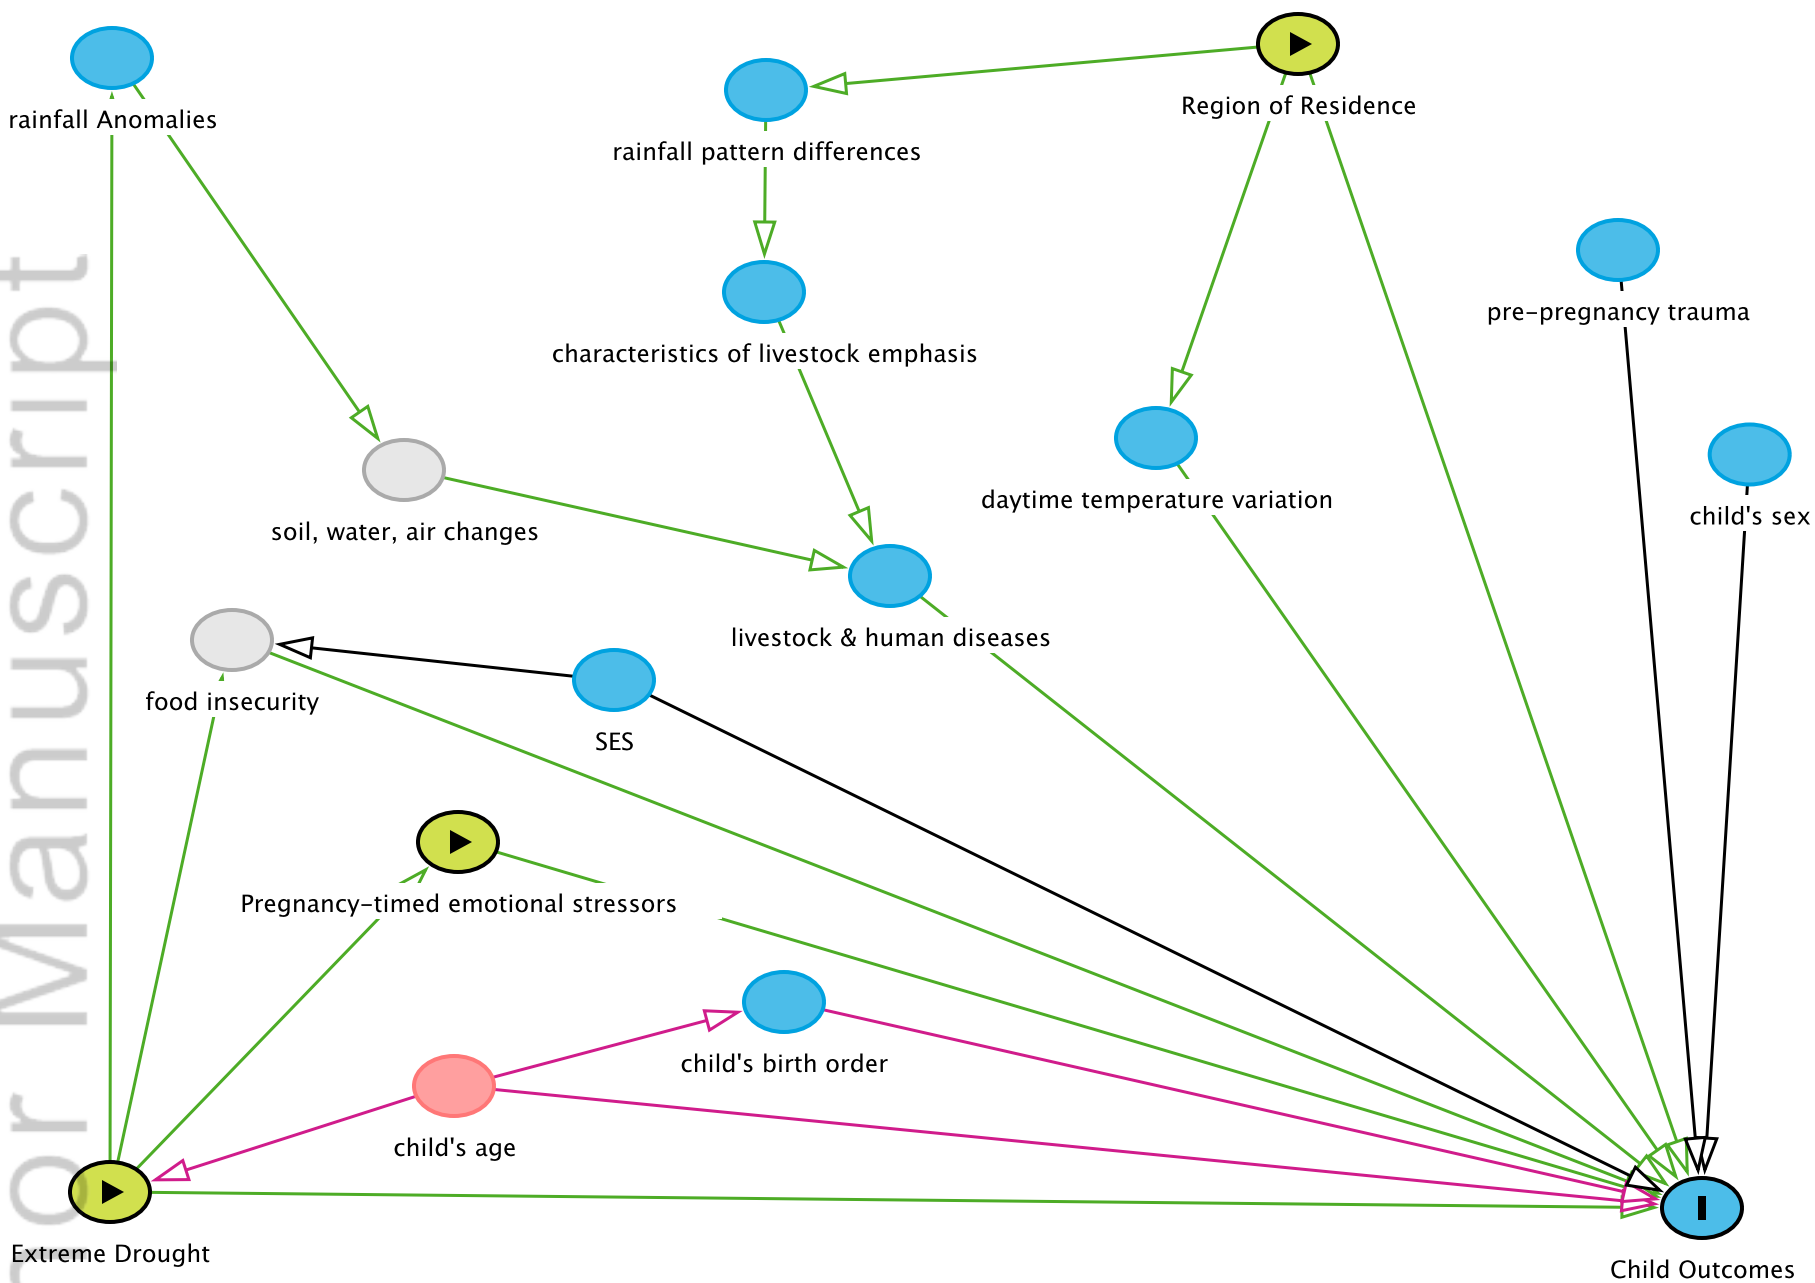 rainfall Anomalies
Region of Residence
rainfall pattern differences
pre-pregnancy trauma
characteristics of livestock emphasis
daytime temperature variation
child's sex
soil, water, air changes
livestock & human diseases
food insecurity
SES
Pregnancy-timed emotional stressors
child's birth order
child's age
Extreme Drought
Child Outcomes
or Manuscript